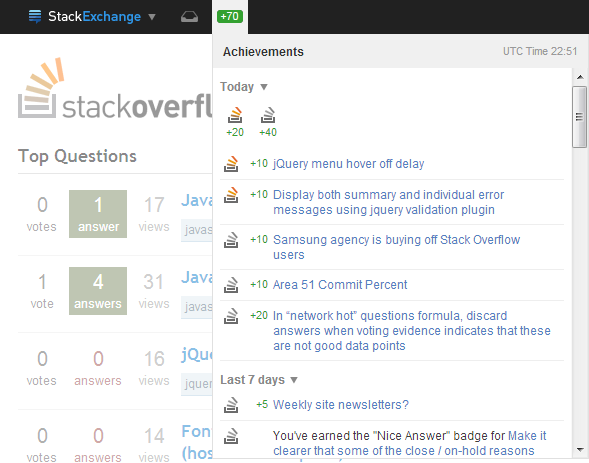 StackExchange ▼ +70
Achievements UTC Time 22:51
stackoverfl
Top Questions
0 votes 1 answer 17 views Java
javas
1 vote 4 answers 31 views Java
javas
0 votes 0 answers 16 views jQue
jquer
0 votes 0 answers 14 views Font
(hos
Today ▼
+20 +40
+10 jQuery menu hover off delay
+10 Display both summary and individual error
messages using jquery validation plugin
+10 Samsung agency is buying off Stack Overflow
users
+10 Area 51 Commit Percent
+20 In “network hot” questions formula, discard
answers when voting evidence indicates that these
are not good data points
Last 7 days ▼
+5 Weekly site newsletters?
You've earned the "Nice Answer" badge for Make it
clearer that some of the close / on-hold reasons